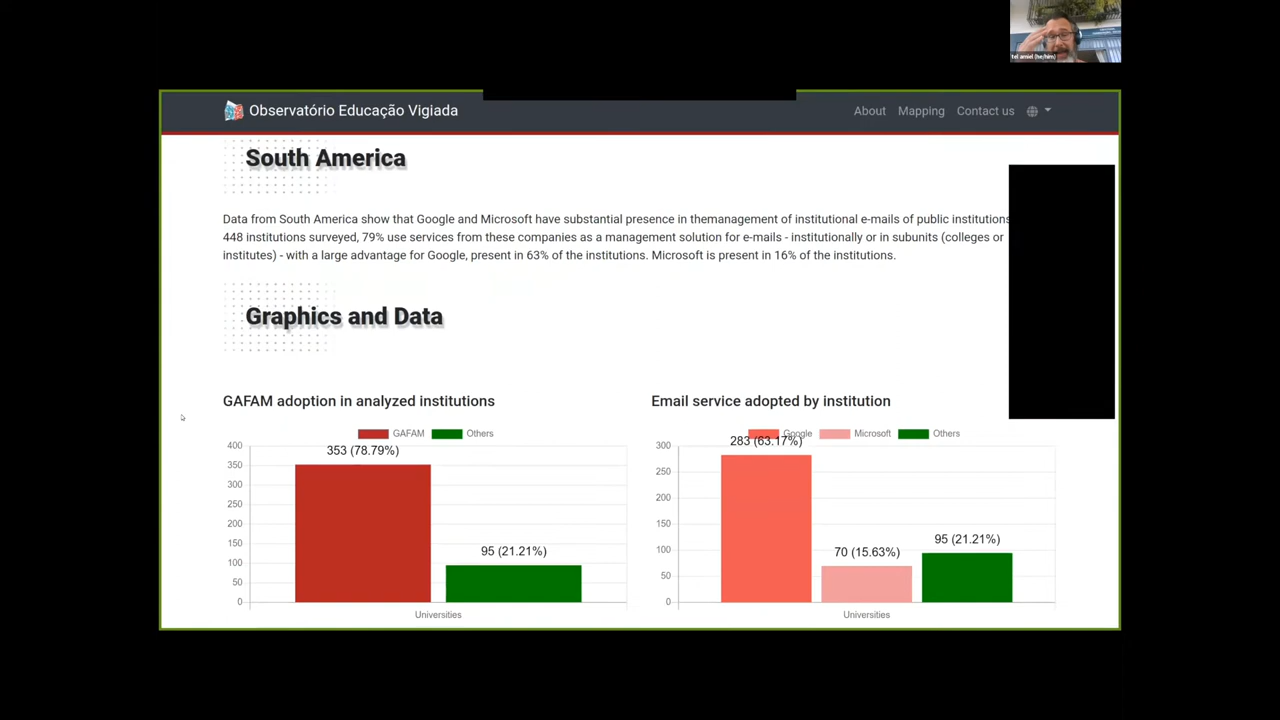 tel amiel (he/him)
Observatório Educação Vigiada
About Mapping Contact us
South America
Data from South America show that Google and Microsoft have substantial presence in themanagement of institutional e-mails of public institutions
448 institutions surveyed, 79% use services from these companies as a management solution for e-mails - institutionally or in subunits (colleges or
institutes) - with a large advantage for Google, present in 63% of the institutions. Microsoft is present in 16% of the institutions.
Graphics and Data
GAFAM adoption in analyzed institutions
GAFAM Others
400
350
300
250
200
150
100
50
0
353 (78.79%)
95 (21.21%)
Universities
Email service adopted by institution
Google Microsoft Others
300
250
200
150
100
50
0
283 (63.17%)
70 (15.63%)
95 (21.21%)
Universities